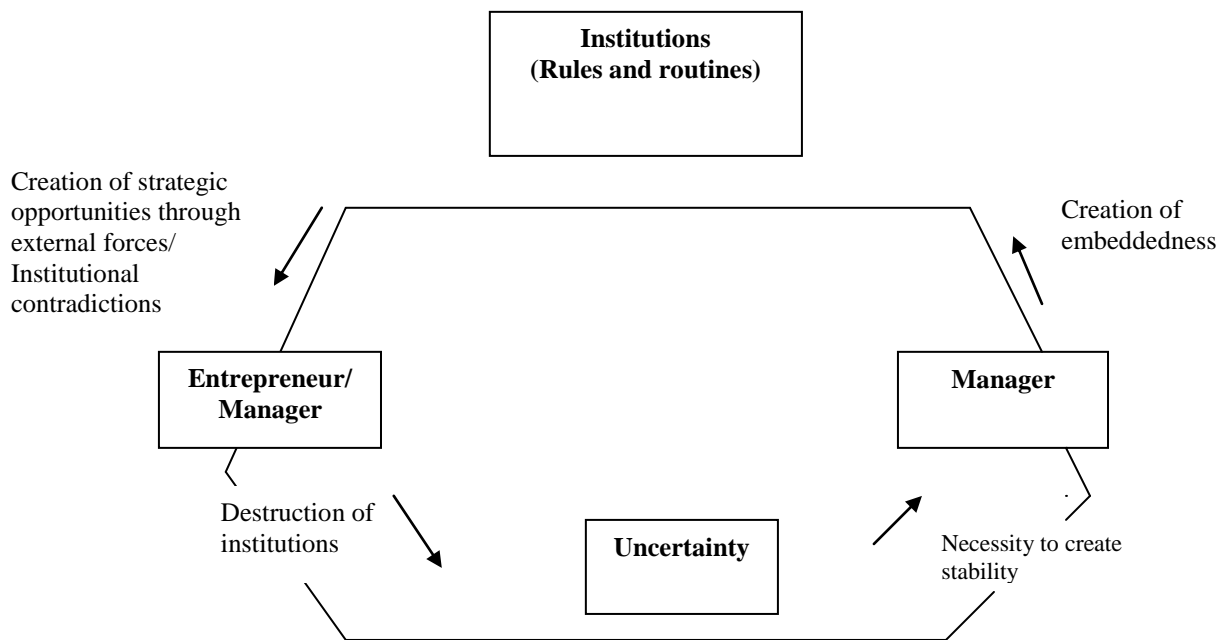 Institutions
(Rules and routines)
Creation of strategic
opportunities through
external forces/
Institutional
contradictions
Creation of
embeddedness
Entrepreneur/
Manager
Manager
Destruction of
institutions
Uncertainty
Necessity to create
stability